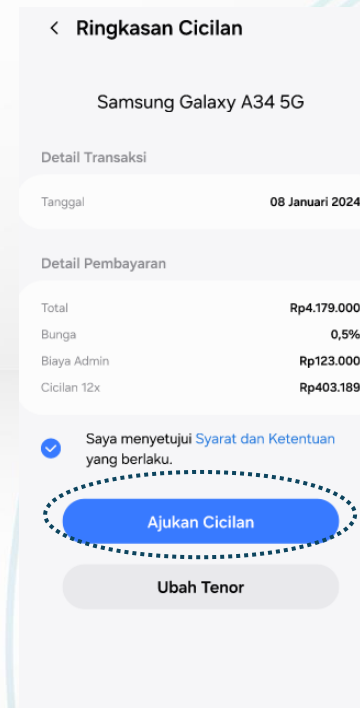 Ringkasan Cicilan
Samsung Galaxy A34 5G
Detail Transaksi
Tanggal 08 Januari 2024
Detail Pembayaran
Total Rp4.179.000
Bunga 0,5%
Biaya Admin Rp123.000
Cicilan 12x Rp403.189
Saya menyetujui Syarat dan Ketentuan
yang berlaku.
Ajukan Cicilan
Ubah Tenor